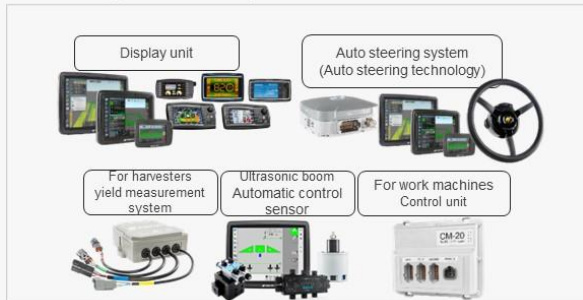 Display unit
Auto steering system
(Auto steering technology)
For harvesters
yield measurement
system
Ultrasonic boom
Automatic control
sensor
For work machines
Control unit
CM-20